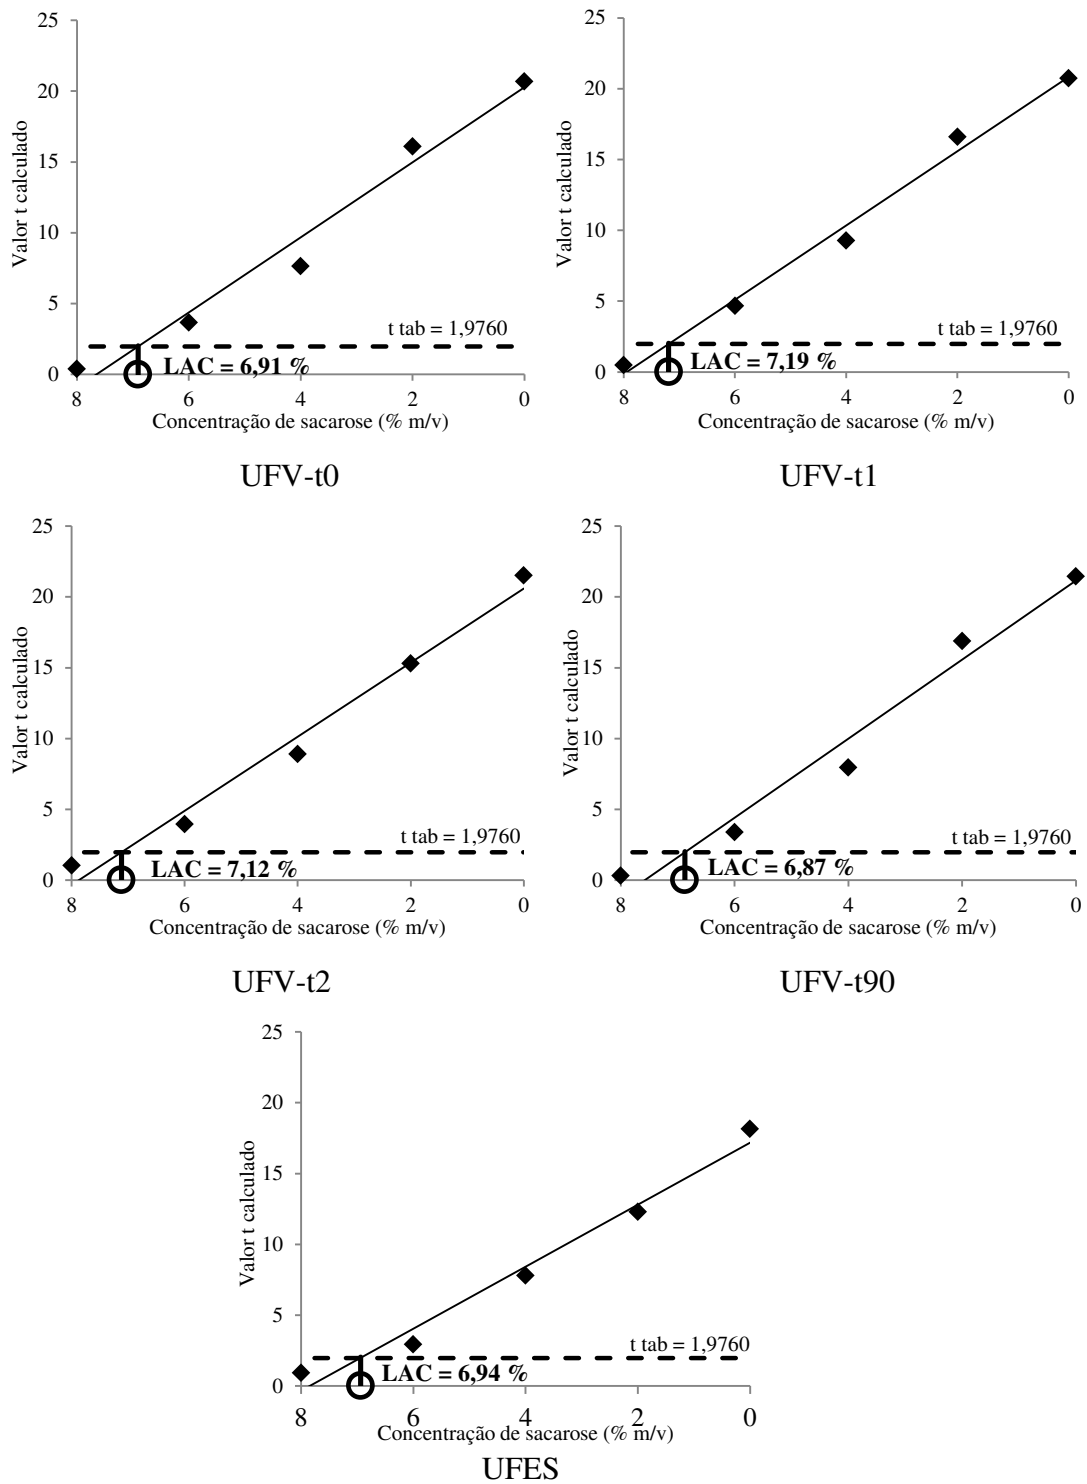 25
20
15
10
5
0
Valor t calculado
t tab = 1,9760
LAC = 6,91 %
8 6 4 2 0
Concentração de sacarose (% m/v)
UFV-t0
25
20
15
10
5
0
Valor t calculado
t tab = 1,9760
LAC = 7,19 %
8 6 4 2 0
Concentração de sacarose (% m/v)
UFV-t1
25
20
15
10
5
0
Valor t calculado
t tab = 1,9760
LAC = 7,12 %
8 6 4 2 0
Concentração de sacarose (% m/v)
UFV-t2
25
20
15
10
5
0
Valor t calculado
t tab = 1,9760
LAC = 6,87 %
8 6 4 2 0
Concentração de sacarose (% m/v)
UFV-t90
25
20
15
10
5
0
Valor t calculado
t tab = 1,9760
LAC = 6,94 %
8 6 4 2 0
Concentração de sacarose (% m/v)
UFES